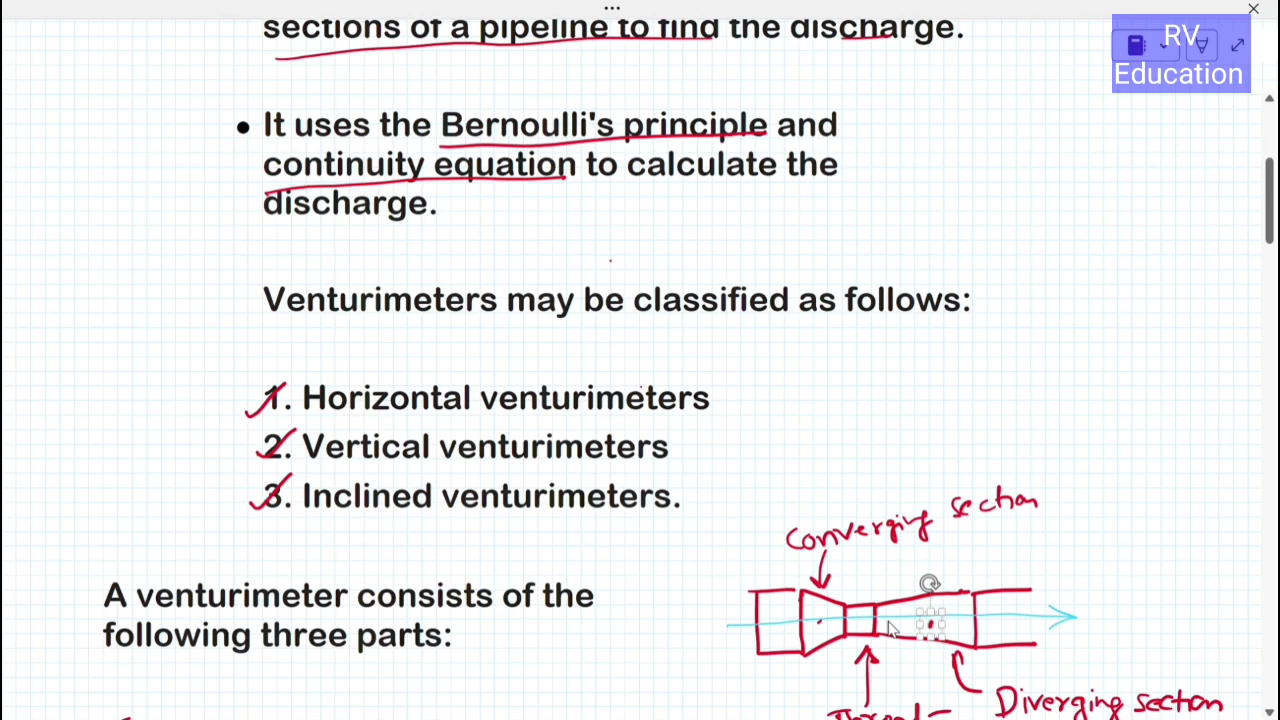 sections of a pipeline to find the discharge.
RV
Education
• It uses the Bernoulli's principle and
continuity equation to calculate the
discharge.
Venturimeters may be classified as follows:
1. Horizontal venturimeters
2. Vertical venturimeters
3. Inclined venturimeters.
Converging section
A venturimeter consists of the
following three parts:
Diverging section